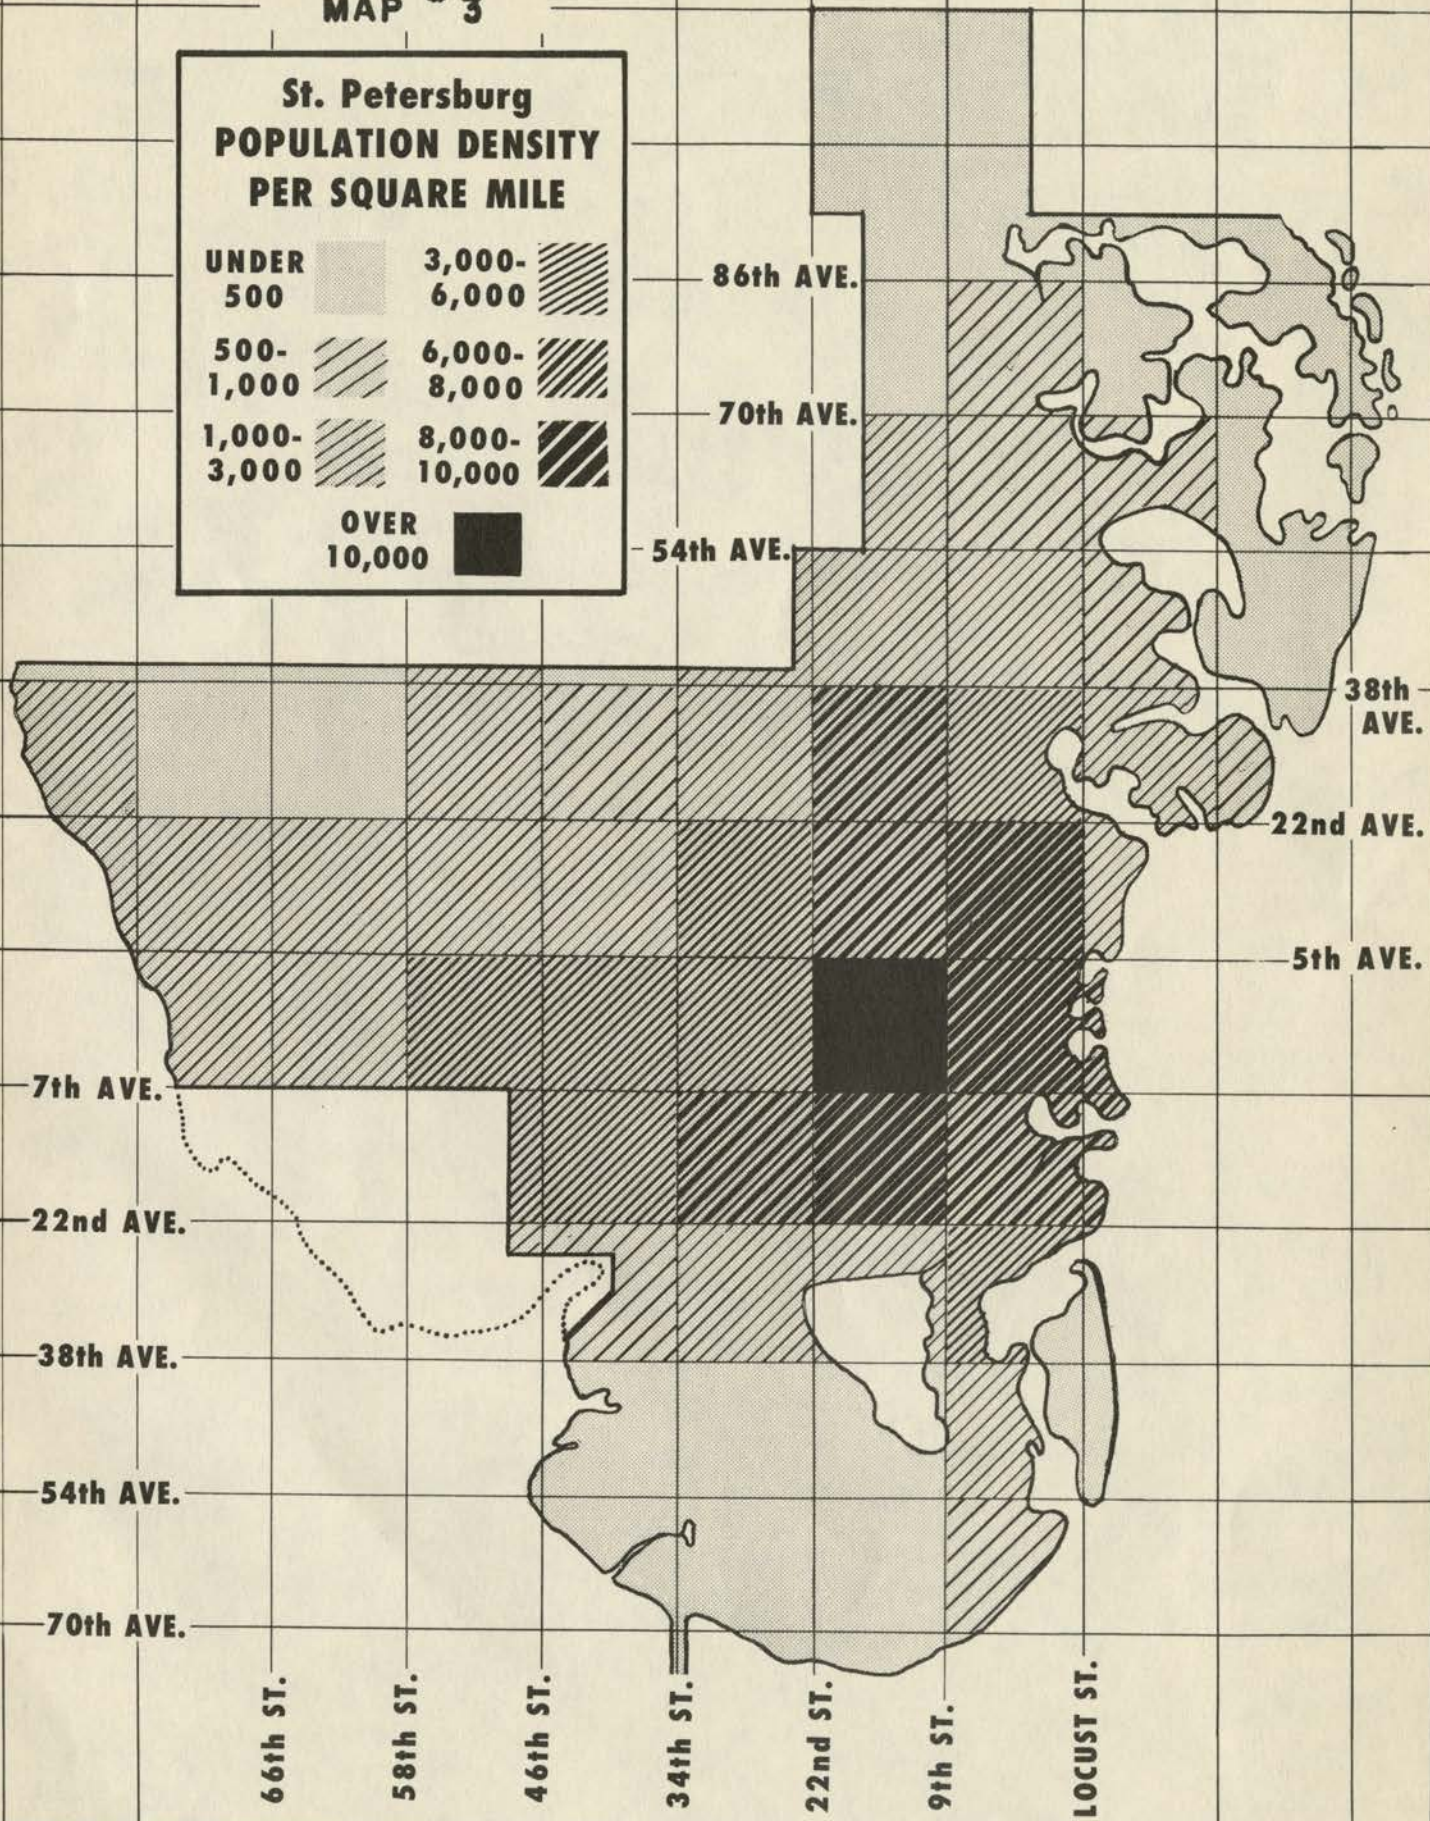 MAP # 3
St. Petersburg
POPULATION DENSITY
PER SQUARE MILE
UNDER
500
3,000-
6,000
500-
1,000
6,000-
8,000
1,000-
3,000
8,000-
10,000
OVER
10,000
86th AVE.
70th AVE.
54th AVE.
38th
AVE.
22nd AVE.
5th AVE.
7th AVE.
22nd AVE.
38th AVE.
54th AVE.
70th AVE.
66th ST.
58th ST.
46th ST.
34th ST.
22nd ST.
9th ST.
LOCUST ST.